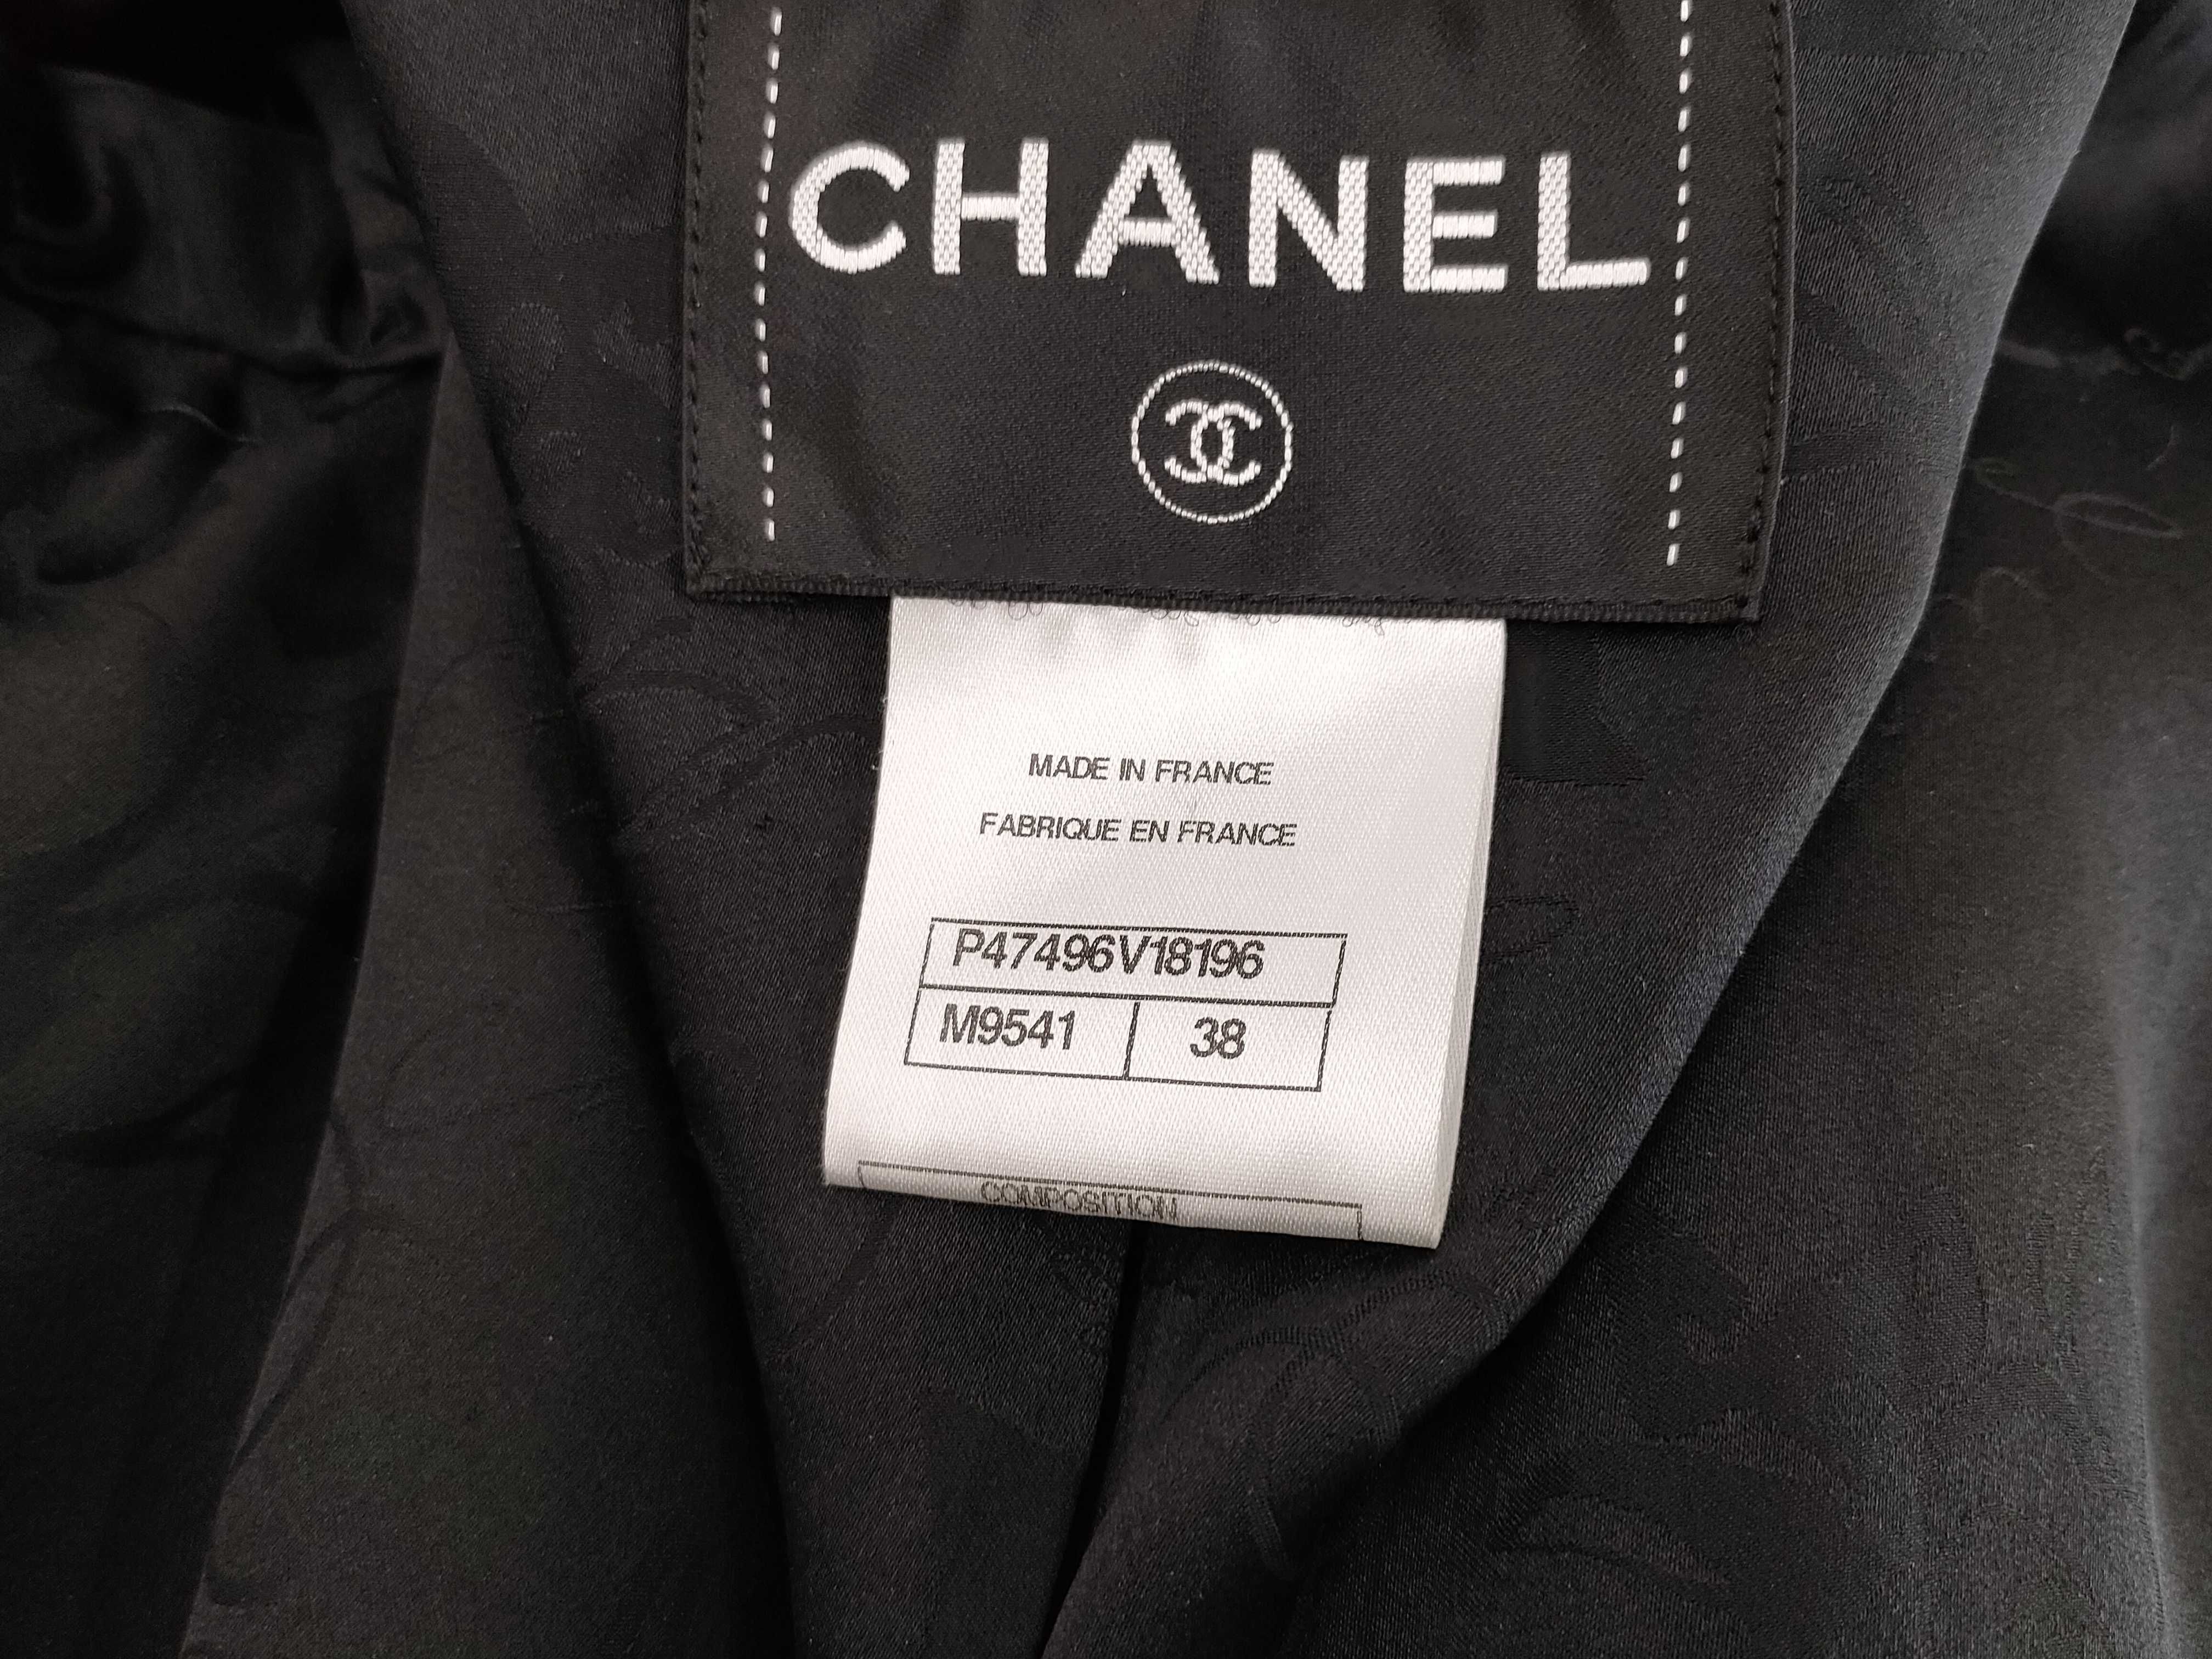 CHANEL
MADE IN FRANCE
FABRIQUE EN FRANCE
P47496V18196
M9541 38
COMPOSITION